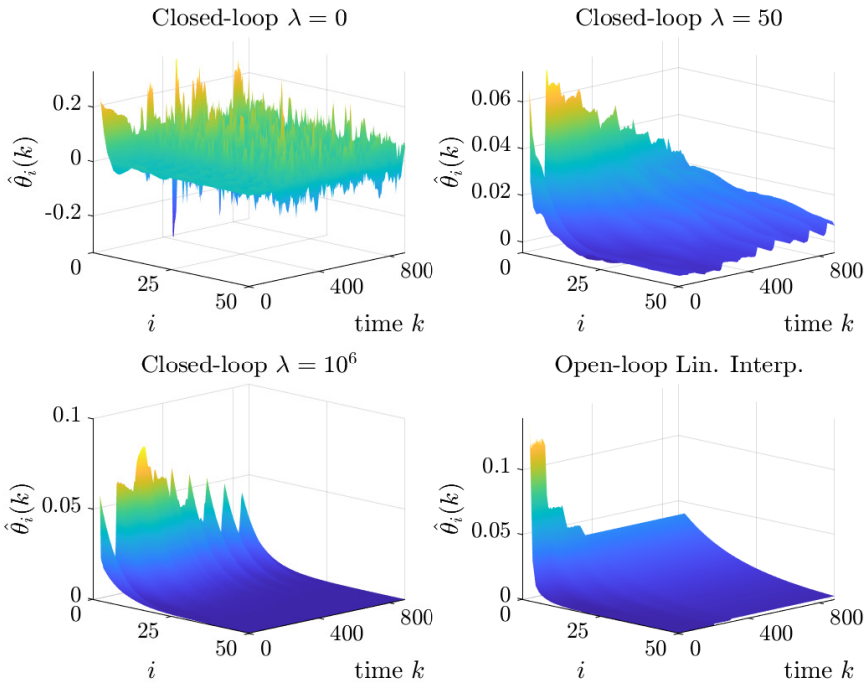 Closed-loop λ = 0
0.2
0
-0.2
θ̂ᵢ(k)
0
25
50
i
0
400
800
time k
Closed-loop λ = 50
0.06
0.04
0.02
0
θ̂ᵢ(k)
0
25
50
i
0
400
800
time k
Closed-loop λ = 10⁶
0.1
0.05
0
θ̂ᵢ(k)
0
25
50
i
0
400
800
time k
Open-loop Lin. Interp.
0.1
0.05
0
θ̂ᵢ(k)
0
25
50
i
0
400
800
time k